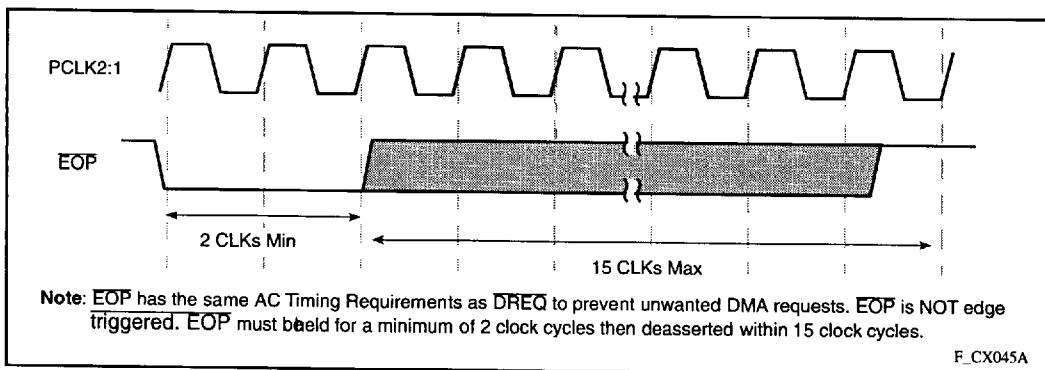 PCLK2:1
EOP
2 CLKs Min
15 CLKs Max
Note: EOP has the same AC Timing Requirements as DREQ to prevent unwanted DMA requests. EOP is NOT edge
triggered. EOP must be held for a minimum of 2 clock cycles then deasserted within 15 clock cycles.
F_CX045A